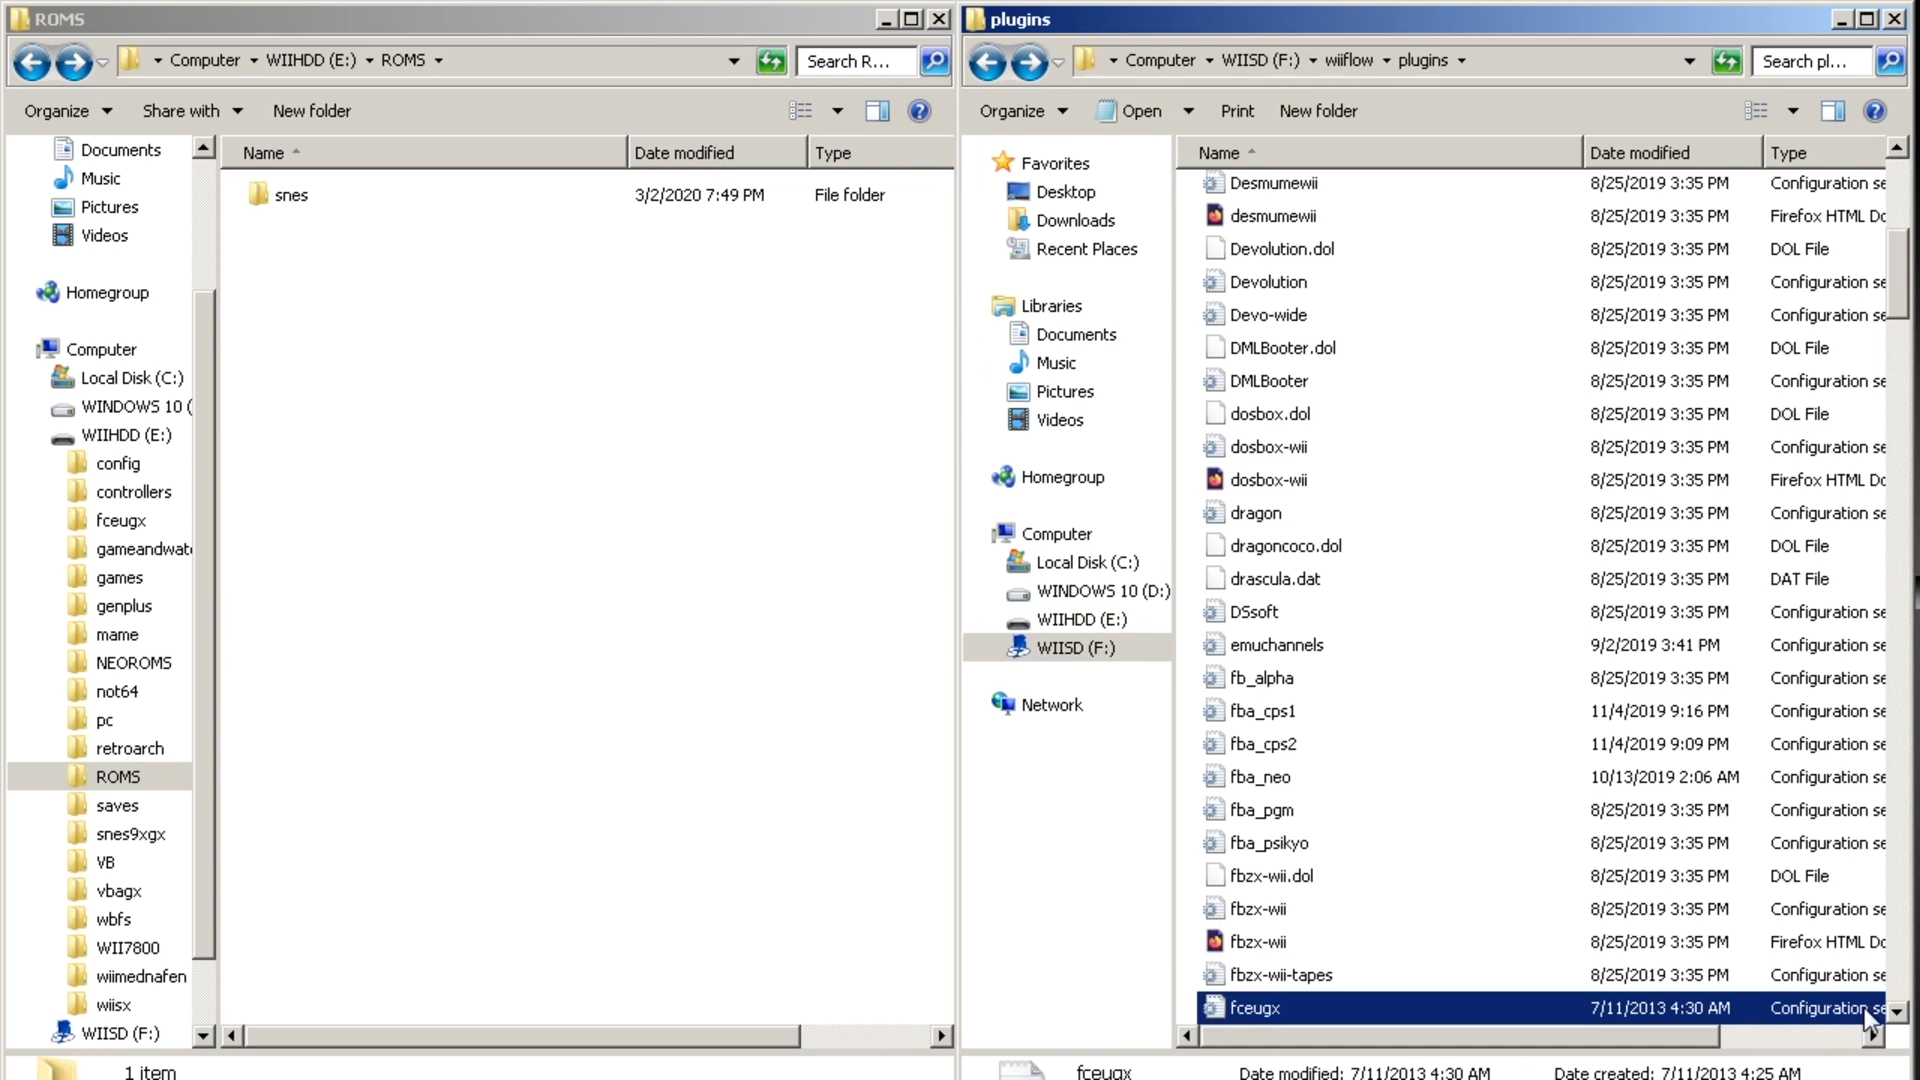 ROMS
Computer WIIHDD (E:) ROMS
Search R...
Organize Share with New folder
Documents
Music
Pictures
Videos
Homegroup
Computer
Local Disk (C:)
WINDOWS 10 (
WIIHDD (E:)
config
controllers
fceugx
gameandwat
games
genplus
mame
NEOROMS
not64
pc
retroarch
ROMS
saves
snes9xgx
VB
vbagx
wbfs
WII7800
wiimednafen
wiisx
WIISD (F:)
Name Date modified Type
snes 3/2/2020 7:49 PM File folder
1 item
plugins
Computer WIISD (F:) wiiflow plugins
Search pl...
Organize Open Print New folder
Favorites
Desktop
Downloads
Recent Places
Libraries
Documents
Music
Pictures
Videos
Homegroup
Computer
Local Disk (C:)
WINDOWS 10 (D:)
WIIHDD (E:)
WIISD (F:)
Network
Name Date modified Type
Desmumewii 8/25/2019 3:35 PM Configuration se
desmumewii 8/25/2019 3:35 PM Firefox HTML Do
Devolution.dol 8/25/2019 3:35 PM DOL File
Devolution 8/25/2019 3:35 PM Configuration se
Devo-wide 8/25/2019 3:35 PM Configuration se
DMLBooter.dol 8/25/2019 3:35 PM DOL File
DMLBooter 8/25/2019 3:35 PM Configuration se
dosbox.dol 8/25/2019 3:35 PM DOL File
dosbox-wii 8/25/2019 3:35 PM Configuration se
dosbox-wii 8/25/2019 3:35 PM Firefox HTML Do
dragon 8/25/2019 3:35 PM Configuration se
dragoncoco.dol 8/25/2019 3:35 PM DOL File
drascula.dat 8/25/2019 3:35 PM DAT File
DSsoft 8/25/2019 3:35 PM Configuration se
emuchannels 9/2/2019 3:41 PM Configuration se
fb_alpha 8/25/2019 3:35 PM Configuration se
fba_cps1 11/4/2019 9:16 PM Configuration se
fba_cps2 11/4/2019 9:09 PM Configuration se
fba_neo 10/13/2019 2:06 AM Configuration se
fba_pgm 8/25/2019 3:35 PM Configuration se
fba_psikyo 8/25/2019 3:35 PM Configuration se
fbzx-wii.dol 8/25/2019 3:35 PM DOL File
fbzx-wii 8/25/2019 3:35 PM Configuration se
fbzx-wii 8/25/2019 3:35 PM Firefox HTML Do
fbzx-wii-tapes 8/25/2019 3:35 PM Configuration se
fceugx 7/11/2013 4:30 AM Configuration se
fceugx Date modified: 7/11/2013 4:30 AM Date created: 7/11/2013 4:25 AM